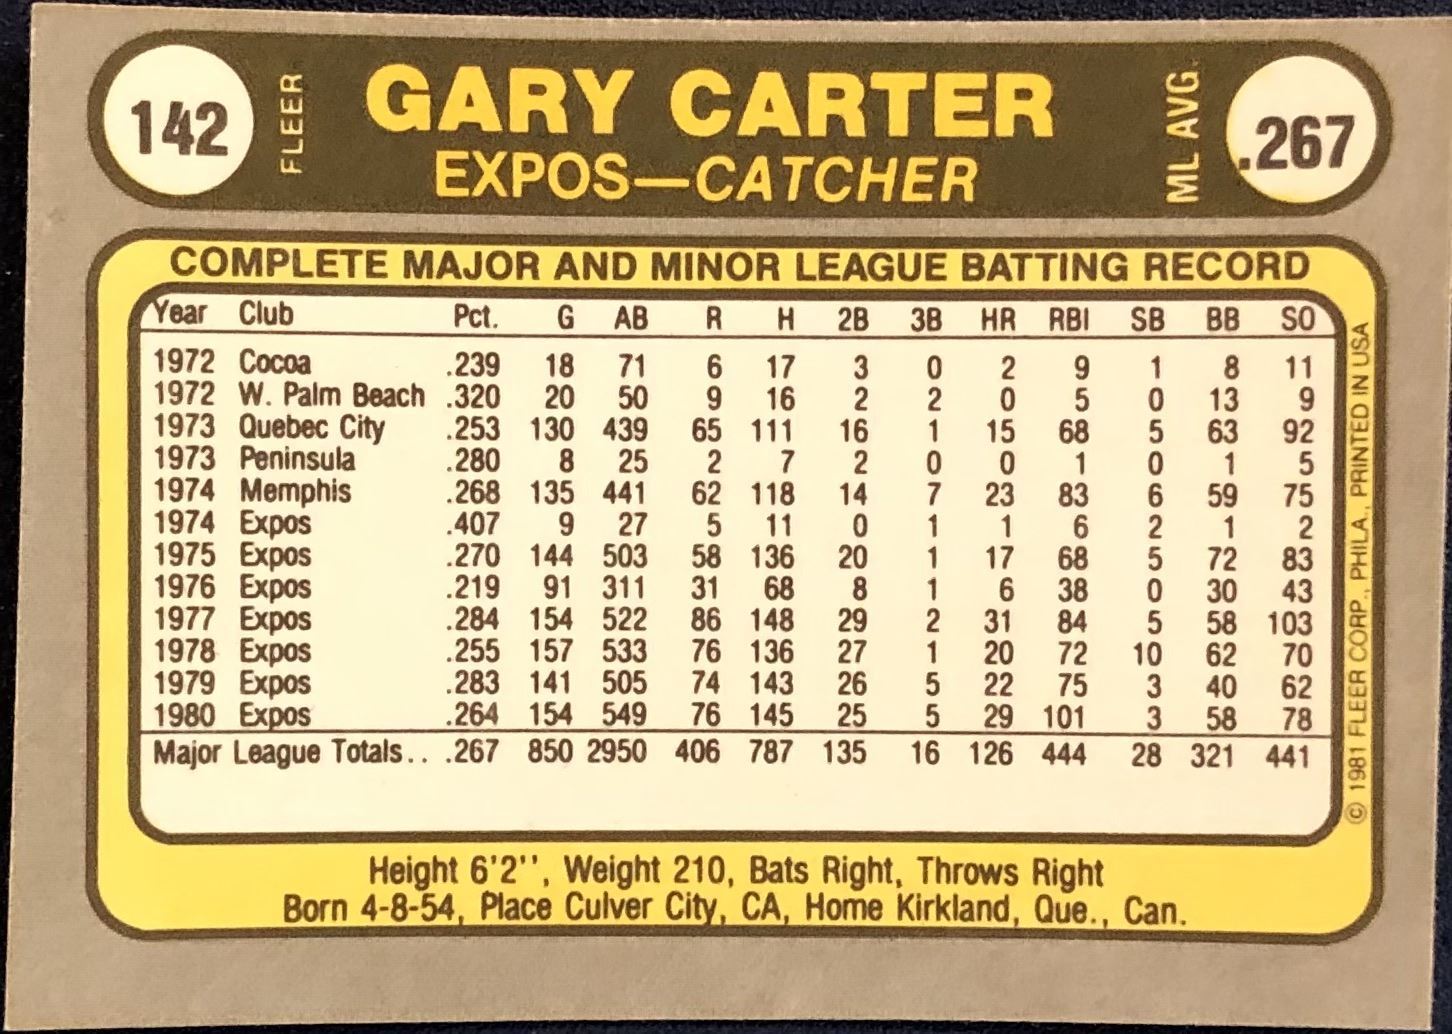 142 FLEER GARY CARTER ML AVG. .267
EXPOS—CATCHER
COMPLETE MAJOR AND MINOR LEAGUE BATTING RECORD
Year Club Pct. G AB R H 2B 3B HR RBI SB BB SO
1972 Cocoa .239 18 71 6 17 3 0 2 9 1 8 11
1972 W. Palm Beach .320 20 50 9 16 2 2 0 5 0 13 9
1973 Quebec City .253 130 439 65 111 16 1 15 68 5 63 92
1973 Peninsula .280 8 25 2 7 2 0 0 1 0 1 5
1974 Memphis .268 135 441 62 118 14 7 23 83 6 59 75
1974 Expos .407 9 27 5 11 0 1 1 6 2 1 2
1975 Expos .270 144 503 58 136 20 1 17 68 5 72 83
1976 Expos .219 91 311 31 68 8 1 6 38 0 30 43
1977 Expos .284 154 522 86 148 29 2 31 84 5 58 103
1978 Expos .255 157 533 76 136 27 1 20 72 10 62 70
1979 Expos .283 141 505 74 143 26 5 22 75 3 40 62
1980 Expos .264 154 549 76 145 25 5 29 101 3 58 78
Major League Totals.. .267 850 2950 406 787 135 16 126 444 28 321 441
Height 6'2'', Weight 210, Bats Right, Throws Right
Born 4-8-54, Place Culver City, CA, Home Kirkland, Que., Can.
© 1981 FLEER CORP., PHILA., PRINTED IN USA